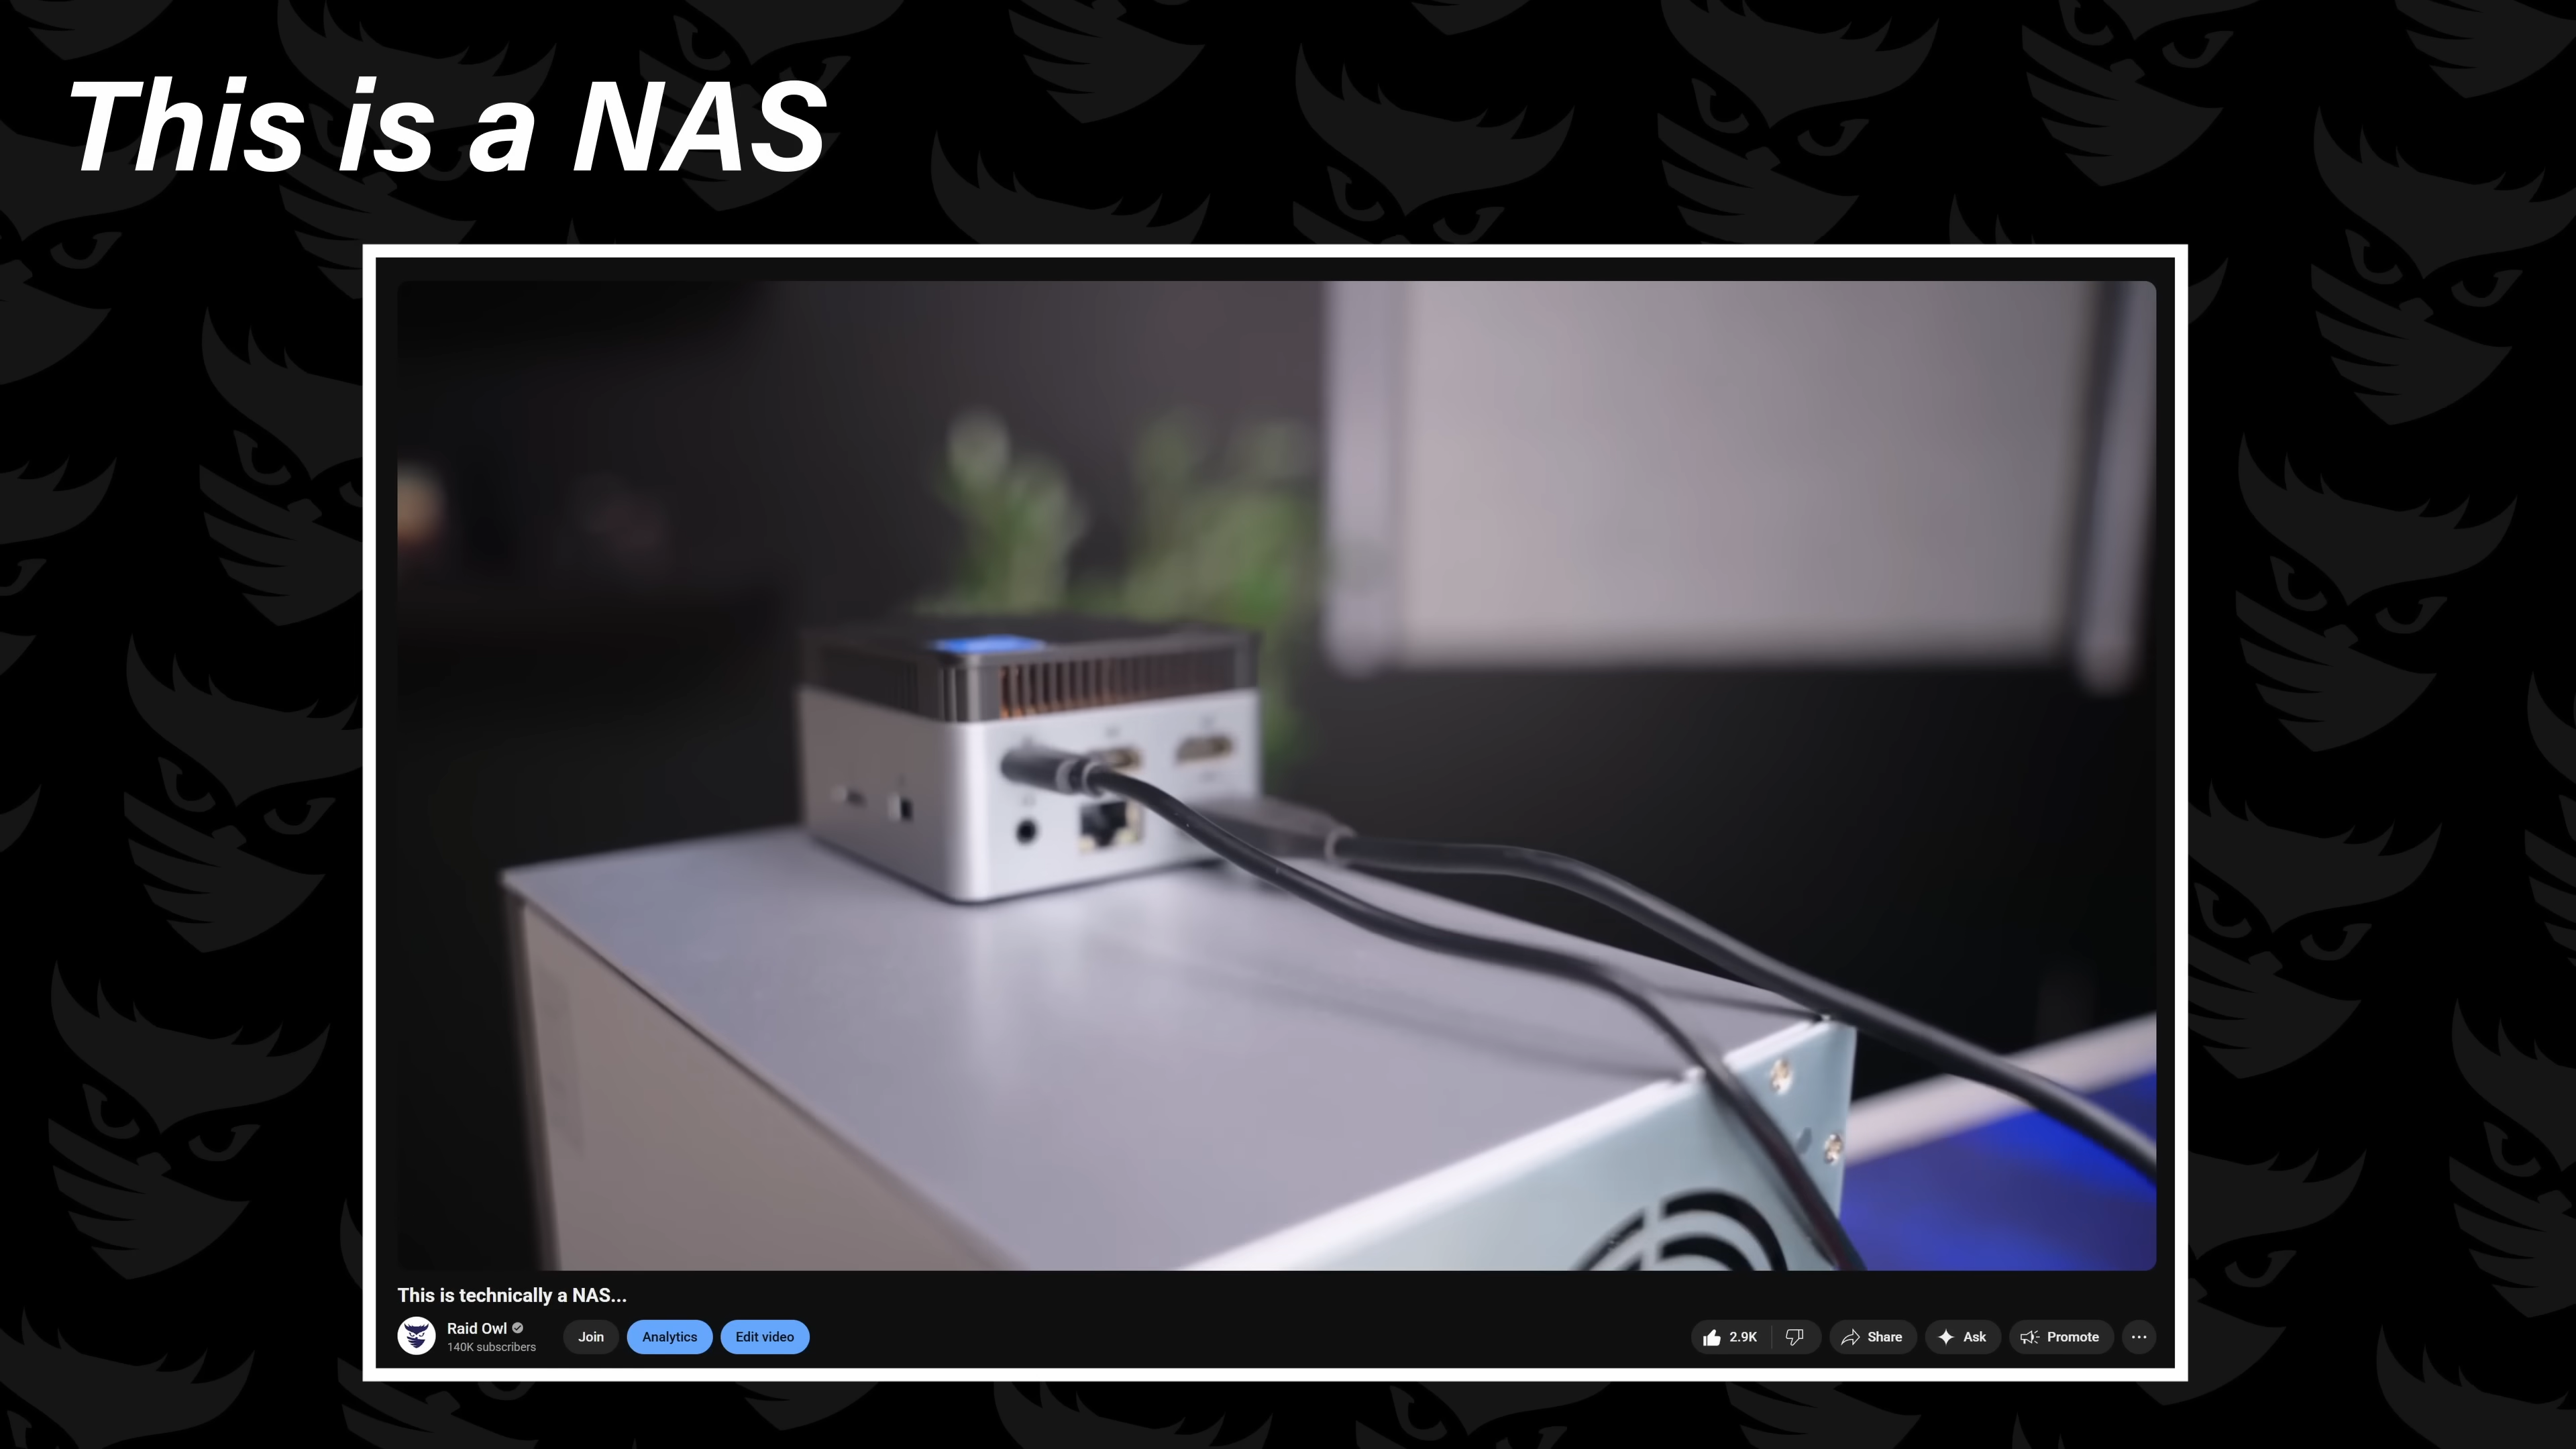 This is a NAS
This is technically a NAS...
Raid Owl
140K subscribers
Join
Analytics
Edit video
2.9K
Share
Ask
Promote